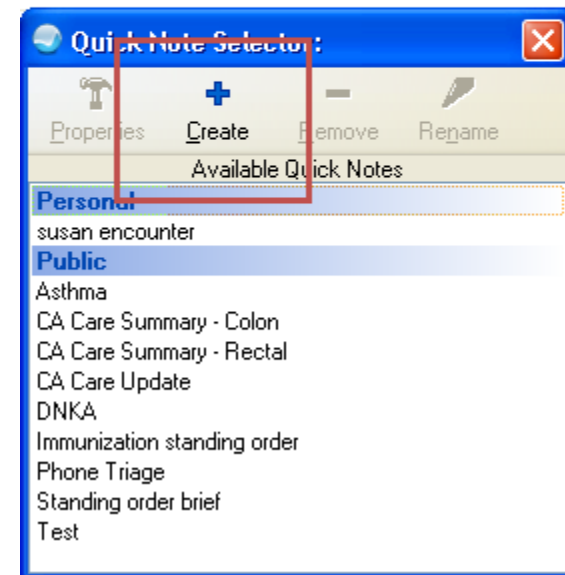 Quick Note Selector:
Properties Create Remove Rename
Available Quick Notes
Personal
susan encounter
Public
Asthma
CA Care Summary - Colon
CA Care Summary - Rectal
CA Care Update
DNKA
Immunization standing order
Phone Triage
Standing order brief
Test